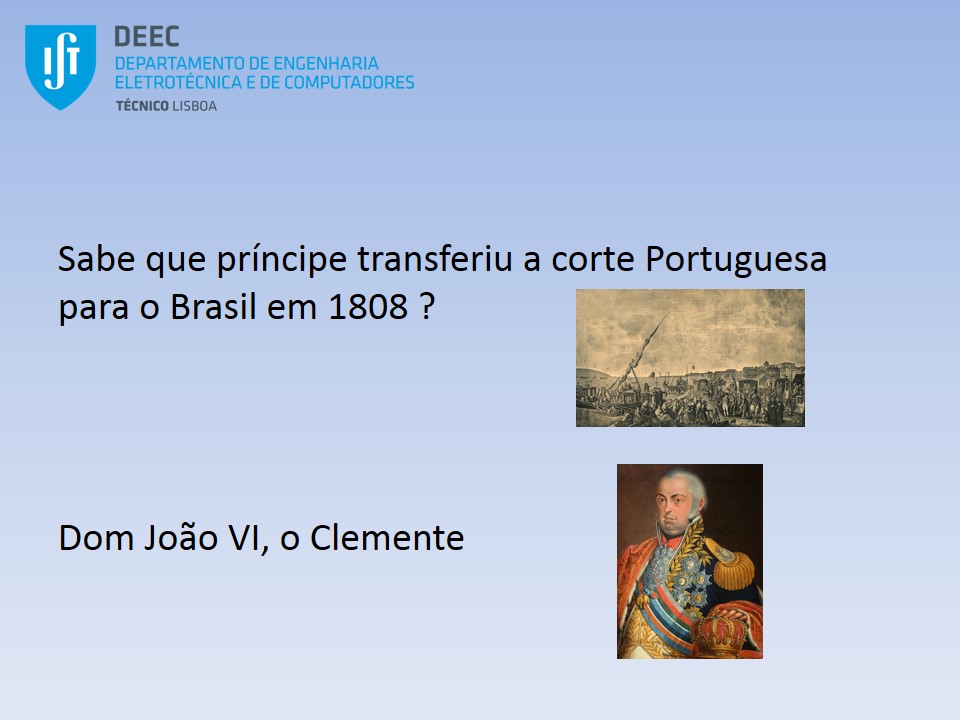 DEEC
DEPARTAMENTO DE ENGENHARIA
ELETROTÉCNICA E DE COMPUTADORES
TÉCNICO LISBOA
Sabe que príncipe transferiu a corte Portuguesa
para o Brasil em 1808 ?
Dom João VI, o Clemente